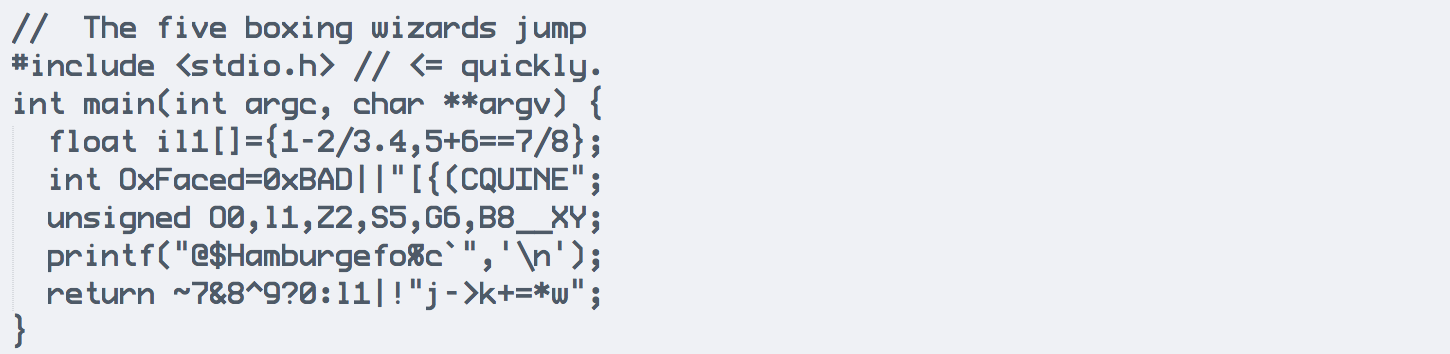 //  The five boxing wizards jump
#include <stdio.h> // <= quickly.
int main(int argc, char **argv) {
  float il1[]={1-2/3.4,5+6==7/8};
  int OxFaced=0xBAD||"[{(CQUINE";
  unsigned O0,l1,Z2,S5,G6,B8__XY;
  printf("@$Hamburgefo%c`",'\n');
  return ~7&8^9?0:l1|!"j->k+=*w";
}